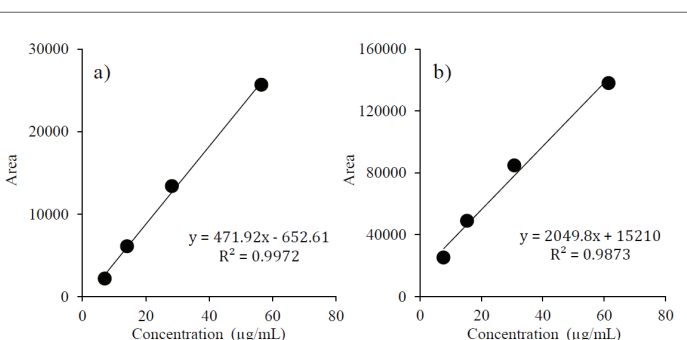 a)
30000
20000
10000
0
Area
y = 471.92x - 652.61
R² = 0.9972
0 20 40 60 80
Concentration (µg/mL)
b)
160000
120000
80000
40000
0
Area
y = 2049.8x + 15210
R² = 0.9873
0 20 40 60 80
Concentration (µg/mL)